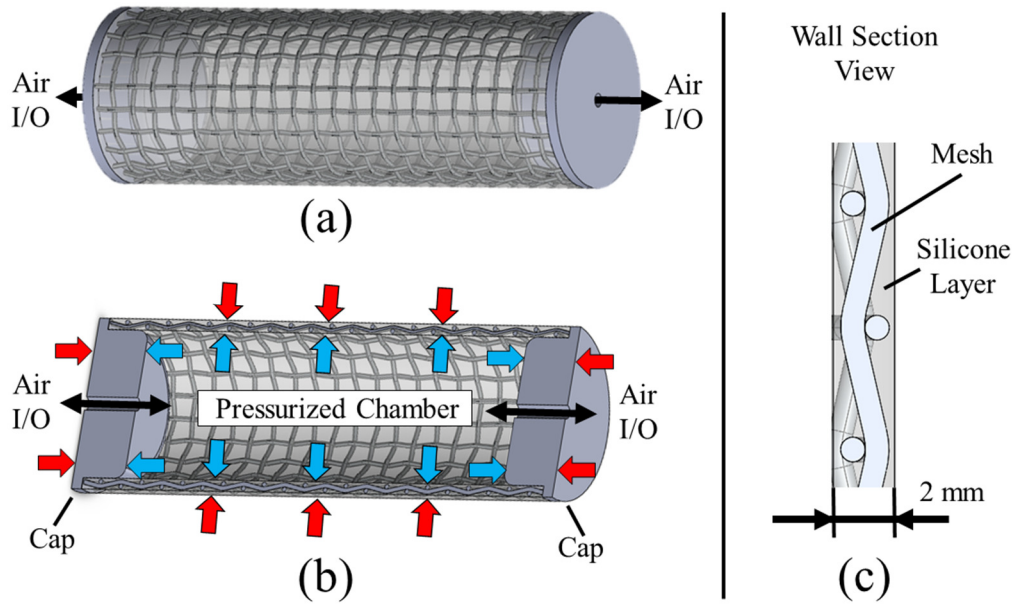 Air
I/O
Air
I/O
(a)
Air
I/O
Pressurized Chamber
Air
I/O
Cap
Cap
(b)
Wall Section
View
Mesh
Silicone
Layer
2 mm
(c)